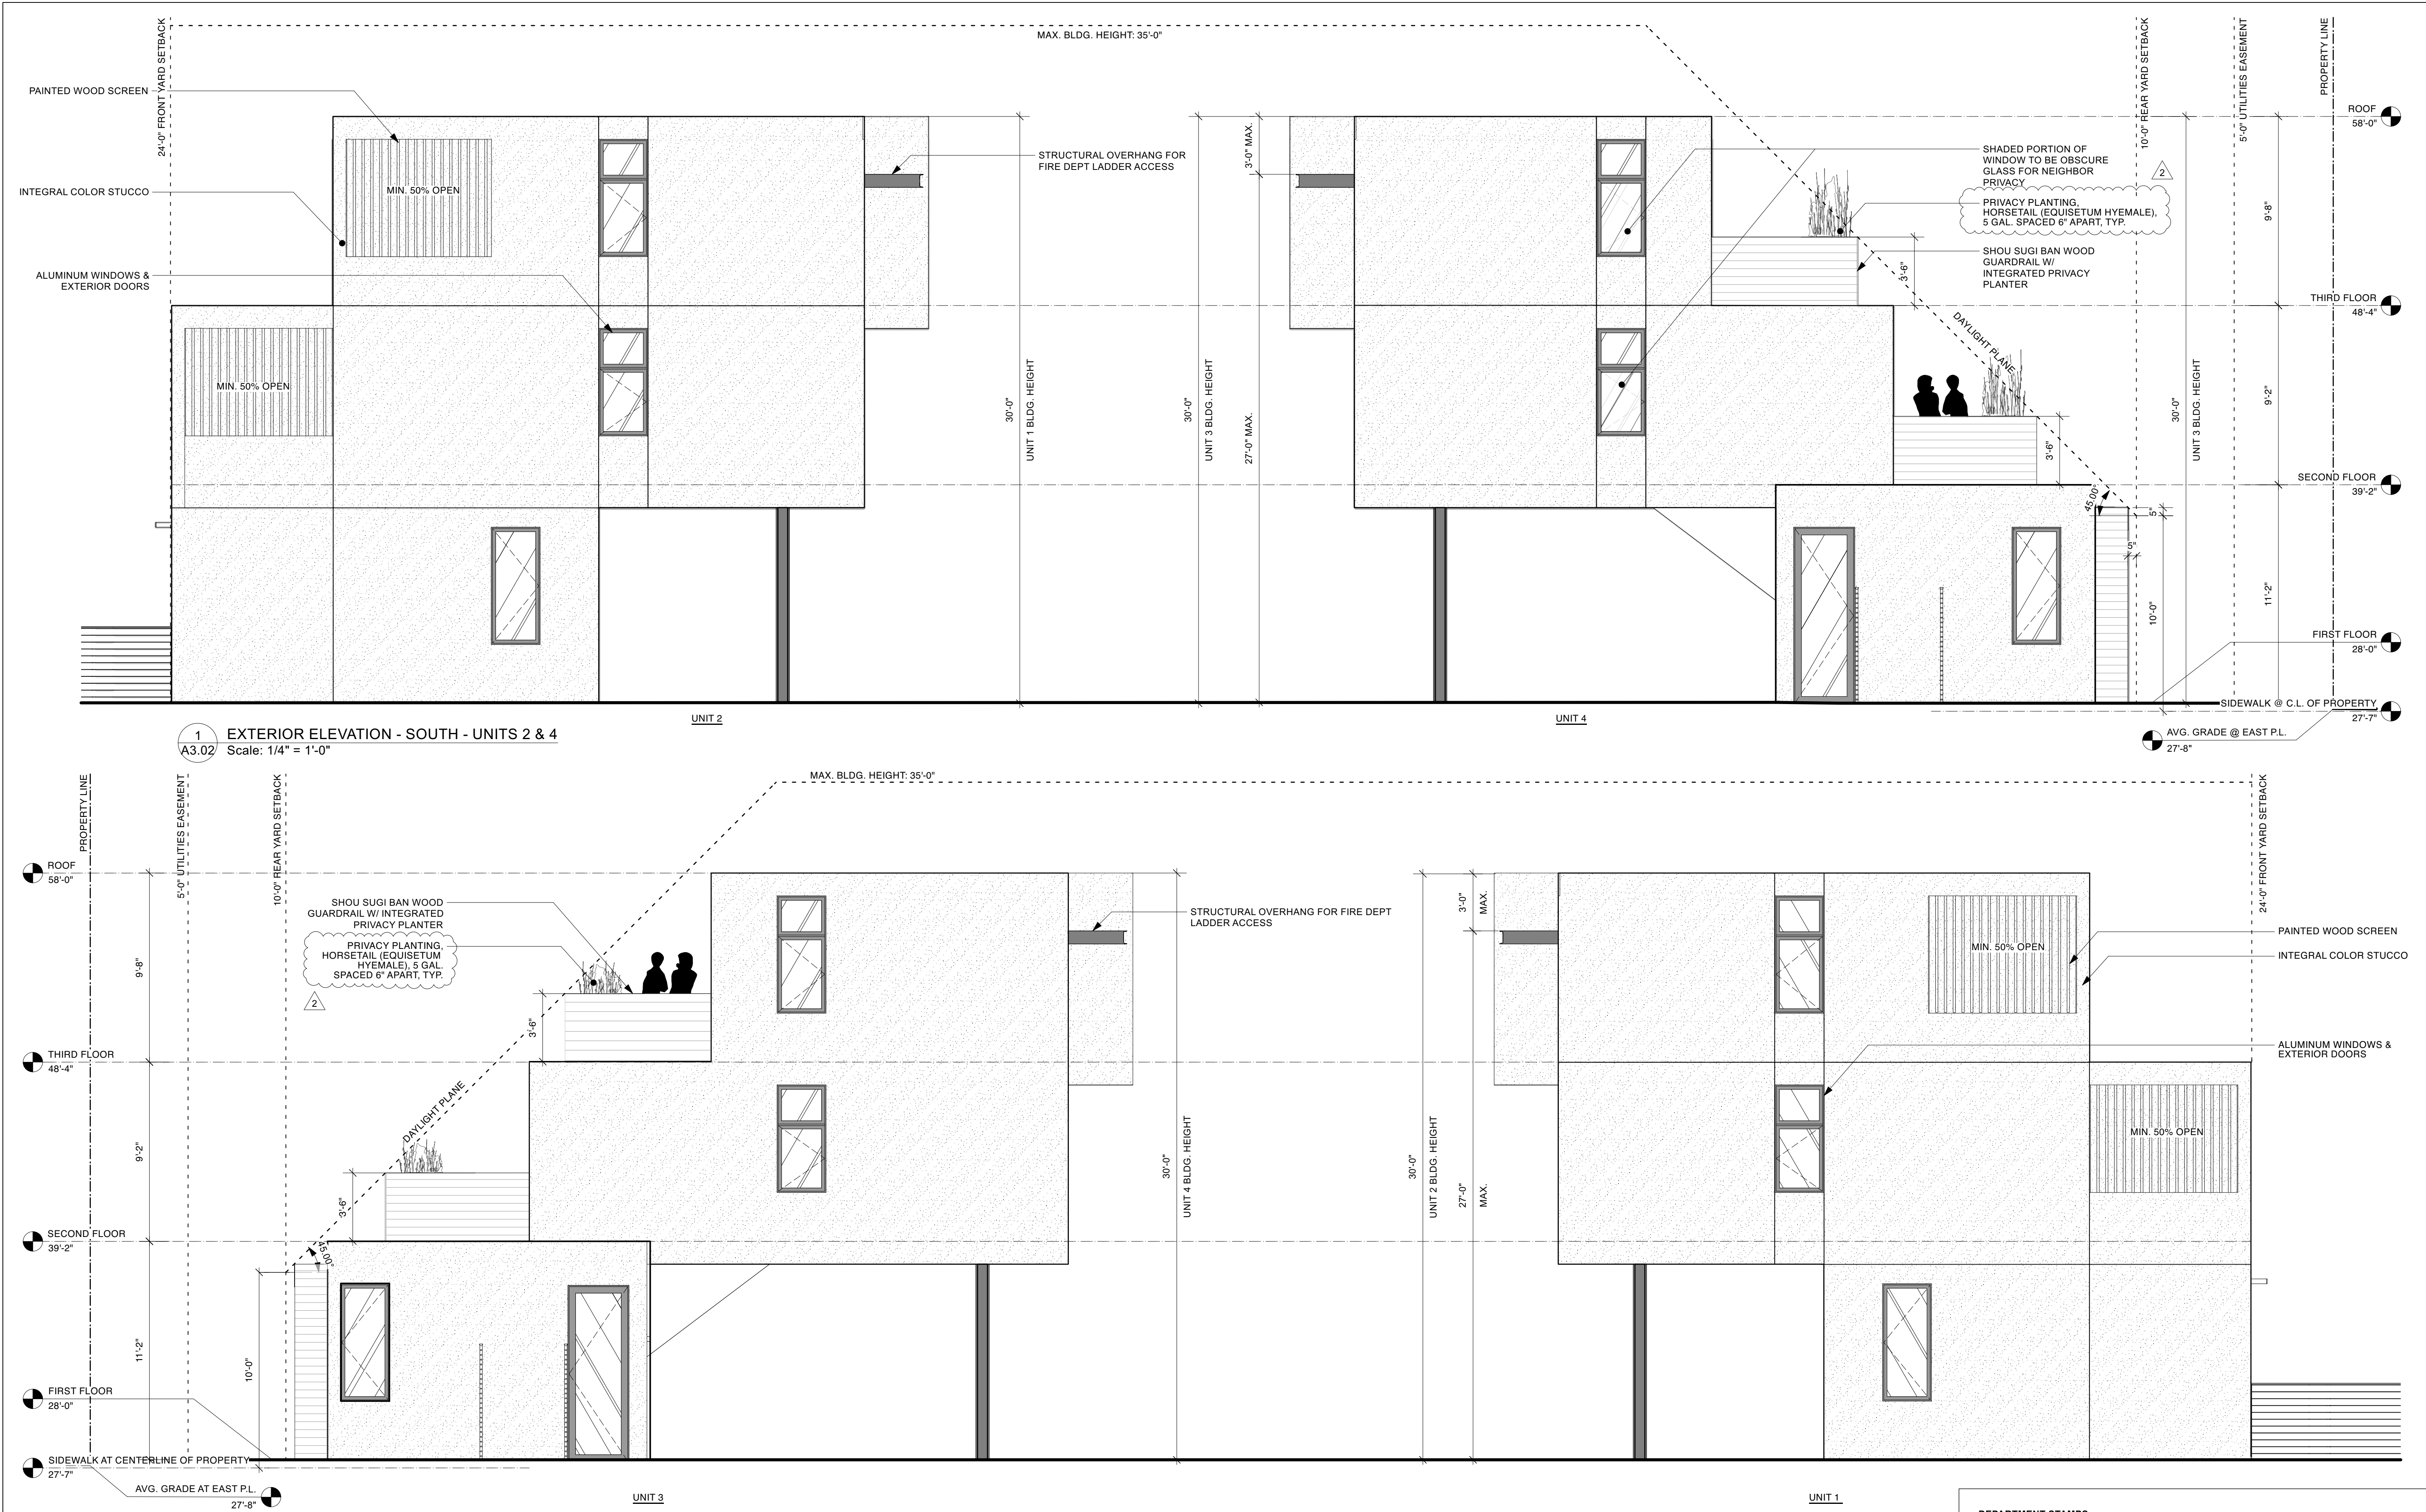 MAX. BLDG. HEIGHT: 35'-0"
24'-0" FRONT YARD SETBACK
10'-0" REAR YARD SETBACK
5'-0" UTILITIES EASEMENT
PROPERTY LINE
PAINTED WOOD SCREEN
INTEGRAL COLOR STUCCO
ALUMINUM WINDOWS &
EXTERIOR DOORS
MIN. 50% OPEN
MIN. 50% OPEN
STRUCTURAL OVERHANG FOR
FIRE DEPT LADDER ACCESS
30'-0"
UNIT 1 BLDG. HEIGHT
30'-0"
UNIT 3 BLDG. HEIGHT
3'-0" MAX.
27'-0" MAX.
SHADED PORTION OF
WINDOW TO BE OBSCURE
GLASS FOR NEIGHBOR
PRIVACY
2
PRIVACY PLANTING,
HORSETAIL (EQUISETUM HYEMALE),
5 GAL. SPACED 6" APART, TYP.
SHOU SUGI BAN WOOD
GUARDRAIL W/
INTEGRATED PRIVACY
PLANTER
3'-6"
DAYLIGHT PLANE
3'-6"
45.00°
5"
5"
10'-0"
30'-0"
UNIT 3 BLDG. HEIGHT
9'-8"
9'-2"
11'-2"
ROOF
58'-0"
THIRD FLOOR
48'-4"
SECOND FLOOR
39'-2"
FIRST FLOOR
28'-0"
SIDEWALK @ C.L. OF PROPERTY
27'-7"
AVG. GRADE @ EAST P.L.
27'-8"
UNIT 2
UNIT 4
1
A3.02
EXTERIOR ELEVATION - SOUTH - UNITS 2 & 4
Scale: 1/4" = 1'-0"
MAX. BLDG. HEIGHT: 35'-0"
PROPERTY LINE
5'-0" UTILITIES EASEMENT
10'-0" REAR YARD SETBACK
24'-0" FRONT YARD SETBACK
ROOF
58'-0"
THIRD FLOOR
48'-4"
SECOND FLOOR
39'-2"
FIRST FLOOR
28'-0"
SIDEWALK AT CENTERLINE OF PROPERTY
27'-7"
AVG. GRADE AT EAST P.L.
27'-8"
9'-8"
9'-2"
11'-2"
SHOU SUGI BAN WOOD
GUARDRAIL W/ INTEGRATED
PRIVACY PLANTER
PRIVACY PLANTING,
HORSETAIL (EQUISETUM
HYEMALE), 5 GAL.
SPACED 6" APART, TYP.
2
3'-6"
DAYLIGHT PLANE
3'-6"
45.00°
10'-0"
STRUCTURAL OVERHANG FOR FIRE DEPT
LADDER ACCESS
30'-0"
UNIT 4 BLDG. HEIGHT
30'-0"
UNIT 2 BLDG. HEIGHT
3'-0"
MAX.
27'-0"
MAX.
MIN. 50% OPEN
MIN. 50% OPEN
PAINTED WOOD SCREEN
INTEGRAL COLOR STUCCO
ALUMINUM WINDOWS &
EXTERIOR DOORS
UNIT 3
UNIT 1